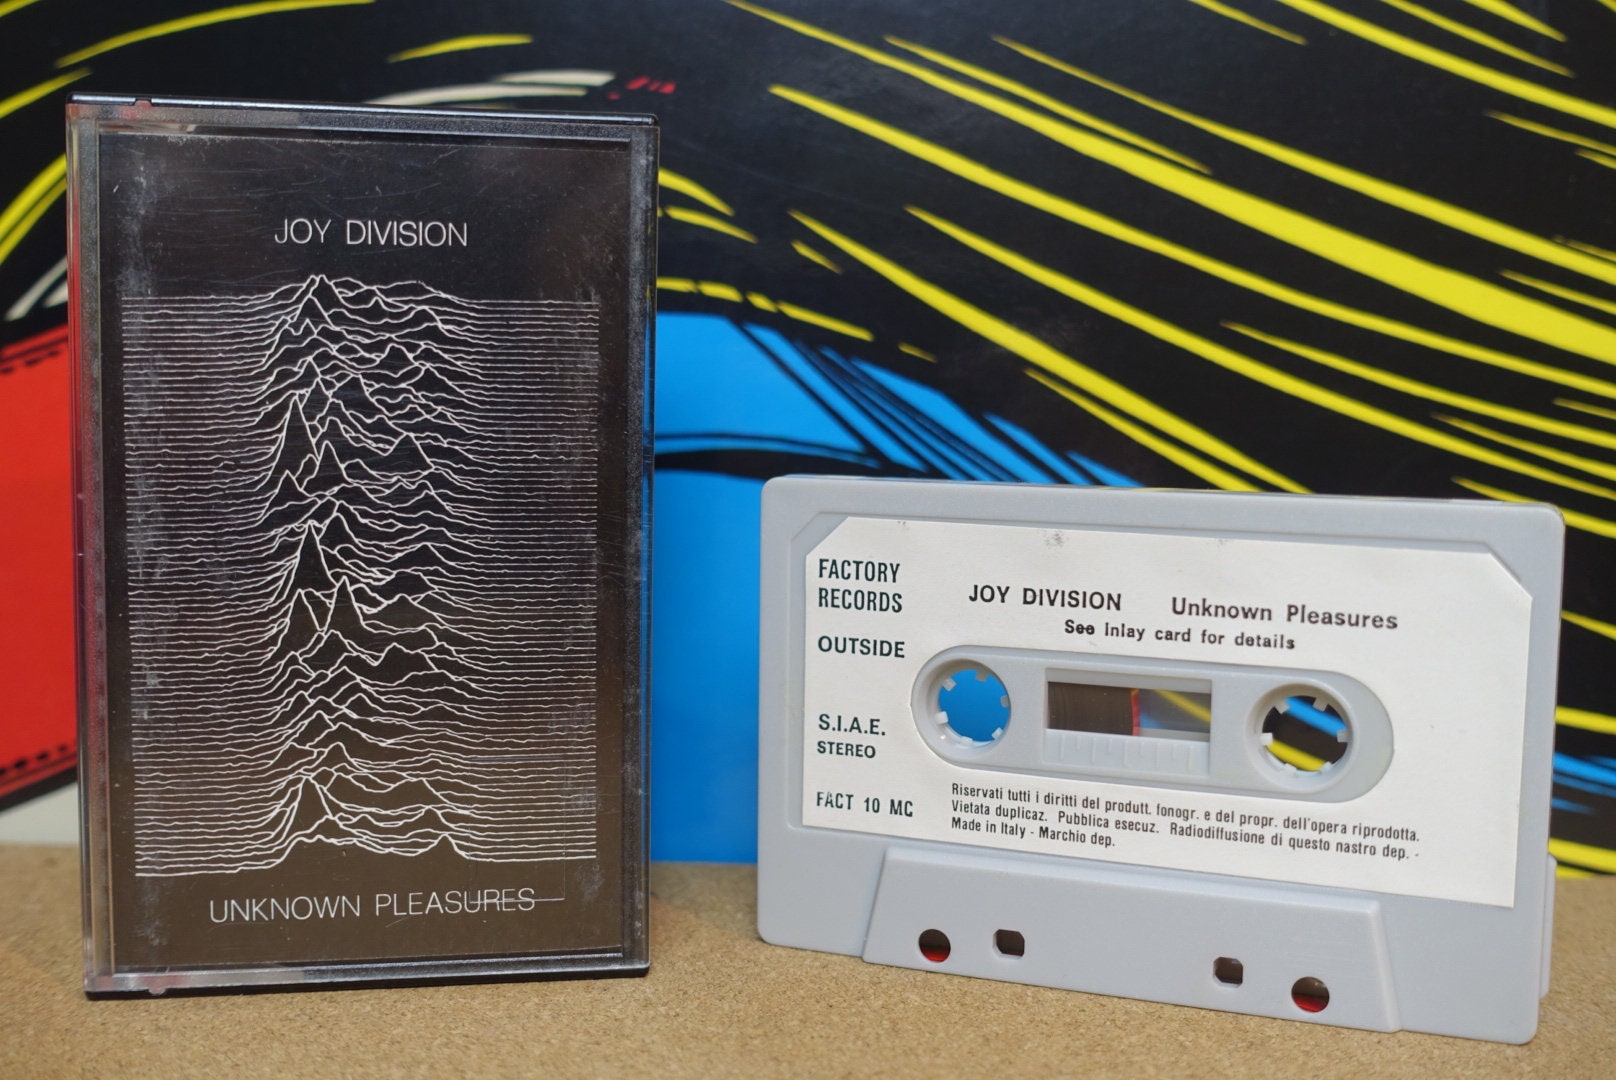 JOY DIVISION
UNKNOWN PLEASURES
FACTORY
RECORDS
OUTSIDE
S.I.A.E.
STEREO
FACT 10 MC
JOY DIVISION Unknown Pleasures
See Inlay card for details
Riservati tutti i diritti del produtt. fonogr. e del propr. dell'opera riprodotta.
Vietata duplicaz. Pubblica esecuz. Radiodiffusione di questo nastro dep. -
Made in Italy - Marchio dep.